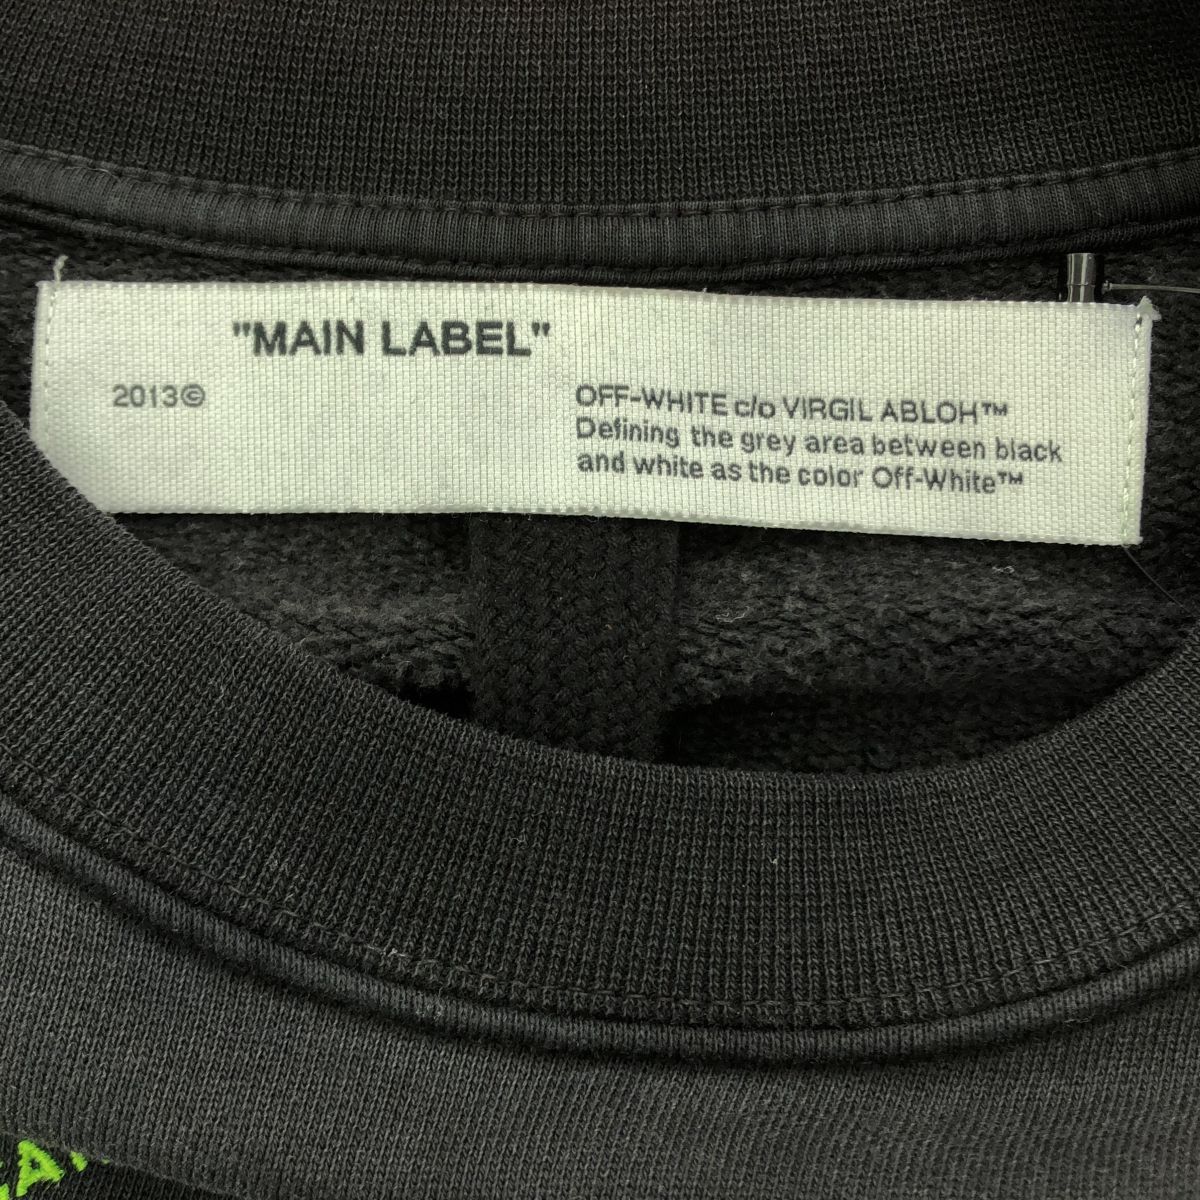 "MAIN LABEL"
2013©
OFF-WHITE c/o VIRGIL ABLOH™
Defining the grey area between black
and white as the color Off-White™